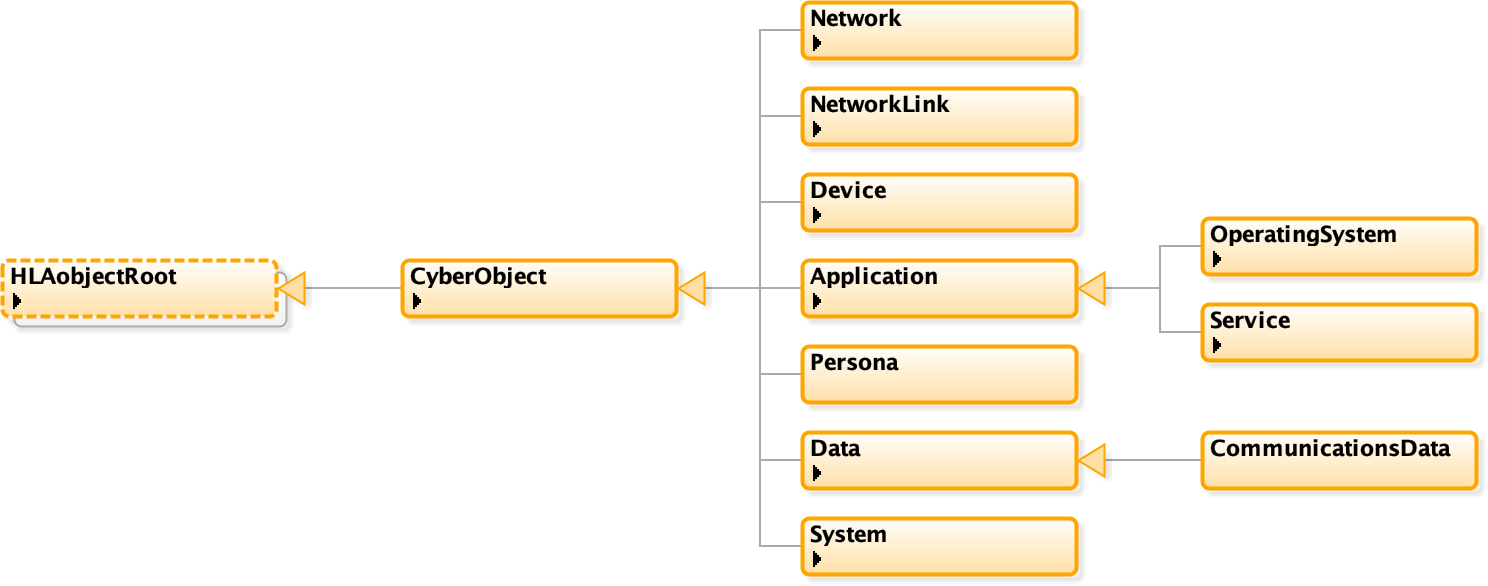 HLAobjectRoot
CyberObject
Network
NetworkLink
Device
Application
Persona
Data
System
OperatingSystem
Service
CommunicationsData